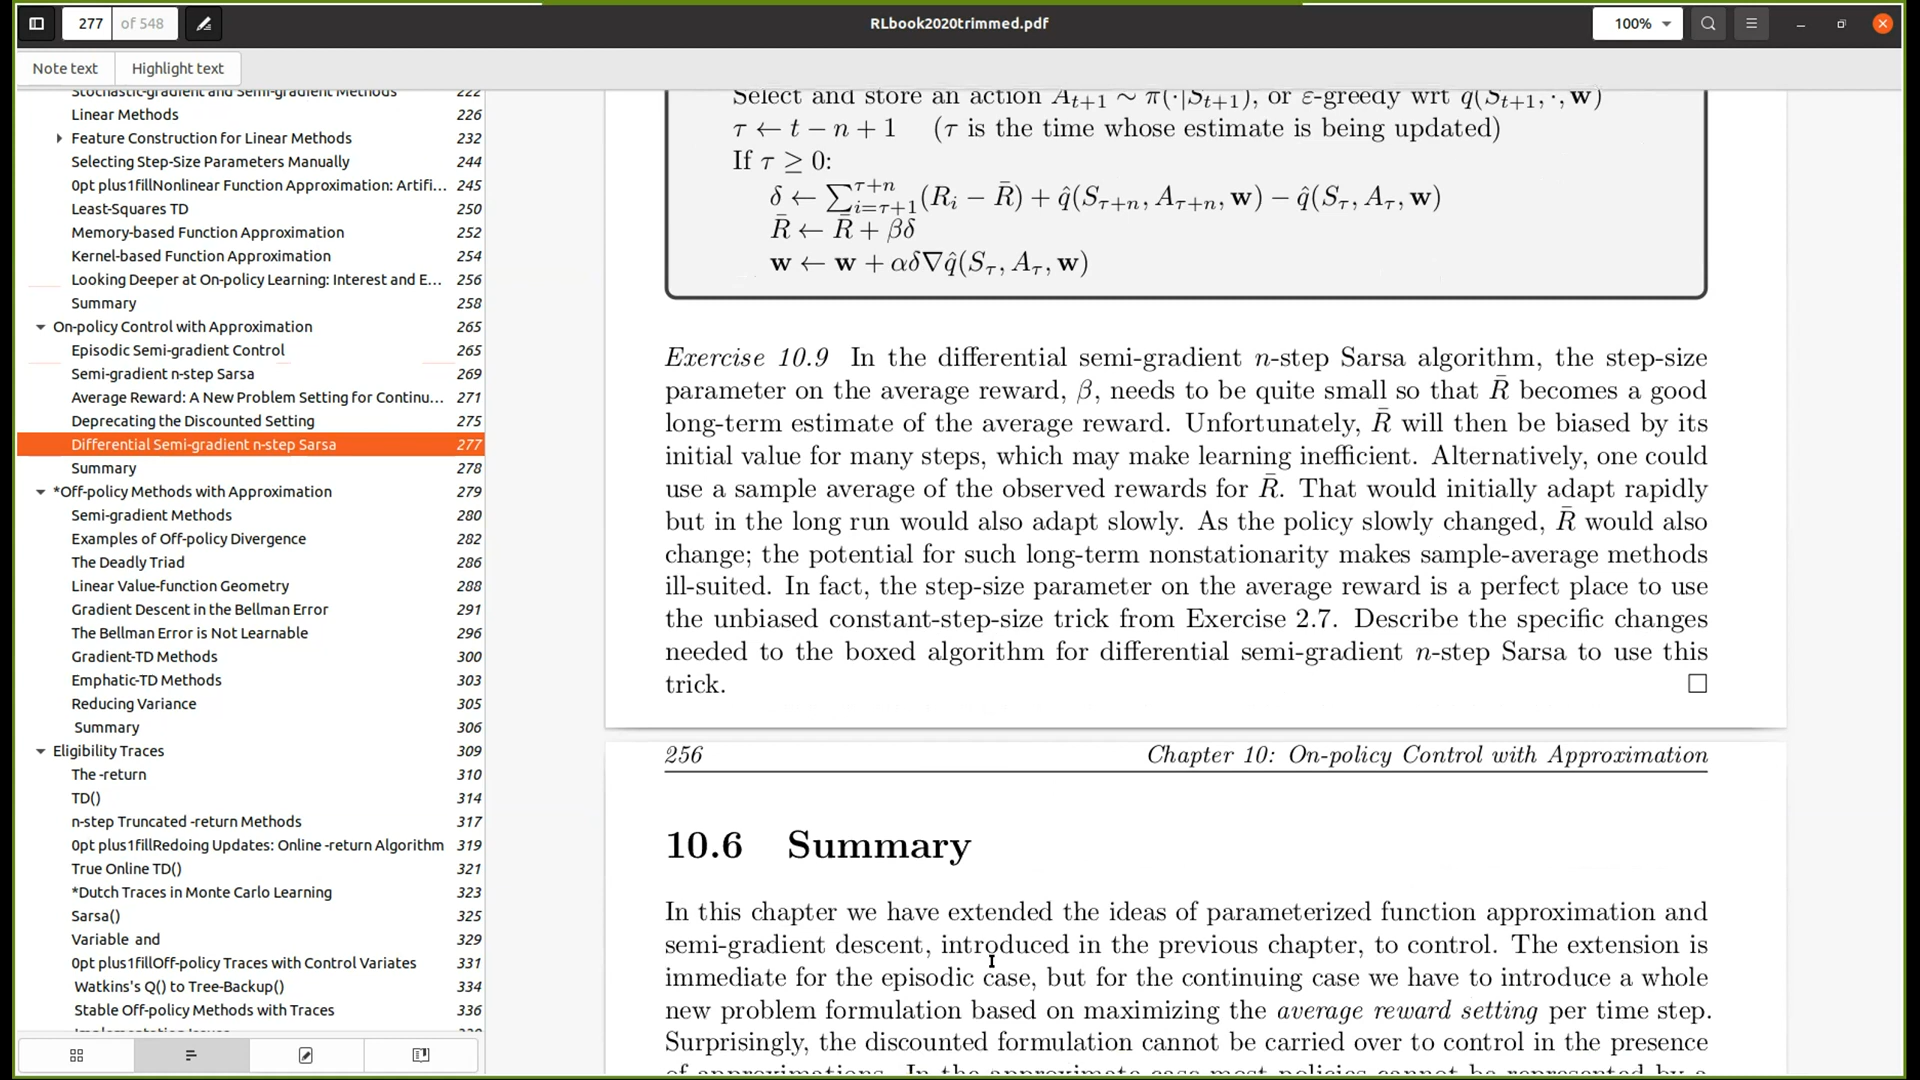 277 of 548
RLbook2020trimmed.pdf
100%
Note text Highlight text
Stochastic-gradient and Semi-gradient Methods 222
Linear Methods 226
Feature Construction for Linear Methods 232
Selecting Step-Size Parameters Manually 244
0pt plus1fillNonlinear Function Approximation: Artifi... 245
Least-Squares TD 250
Memory-based Function Approximation 252
Kernel-based Function Approximation 254
Looking Deeper at On-policy Learning: Interest and E... 256
Summary 258
On-policy Control with Approximation 265
Episodic Semi-gradient Control 265
Semi-gradient n-step Sarsa 269
Average Reward: A New Problem Setting for Continu... 271
Deprecating the Discounted Setting 275
Differential Semi-gradient n-step Sarsa 277
Summary 278
*Off-policy Methods with Approximation 279
Semi-gradient Methods 280
Examples of Off-policy Divergence 282
The Deadly Triad 286
Linear Value-function Geometry 288
Gradient Descent in the Bellman Error 291
The Bellman Error is Not Learnable 296
Gradient-TD Methods 300
Emphatic-TD Methods 303
Reducing Variance 305
Summary 306
Eligibility Traces 309
The -return 310
TD() 314
n-step Truncated -return Methods 317
0pt plus1fillRedoing Updates: Online -return Algorithm 319
True Online TD() 321
*Dutch Traces in Monte Carlo Learning 323
Sarsa() 325
Variable and 329
0pt plus1fillOff-policy Traces with Control Variates 331
Watkins's Q() to Tree-Backup() 334
Stable Off-policy Methods with Traces 336
Select and store an action A_{t+1} ∼ π(·|S_{t+1}), or ε-greedy wrt q̂(S_{t+1}, ·, w)
τ ← t − n + 1 (τ is the time whose estimate is being updated)
If τ ≥ 0:
δ ← ∑_{i=τ+1}^{τ+n} (R_i − R̄) + q̂(S_{τ+n}, A_{τ+n}, w) − q̂(S_τ, A_τ, w)
R̄ ← R̄ + βδ
w ← w + αδ∇q̂(S_τ, A_τ, w)
Exercise 10.9 In the differential semi-gradient n-step Sarsa algorithm, the step-size
parameter on the average reward, β, needs to be quite small so that R̄ becomes a good
long-term estimate of the average reward. Unfortunately, R̄ will then be biased by its
initial value for many steps, which may make learning inefficient. Alternatively, one could
use a sample average of the observed rewards for R̄. That would initially adapt rapidly
but in the long run would also adapt slowly. As the policy slowly changed, R̄ would also
change; the potential for such long-term nonstationarity makes sample-average methods
ill-suited. In fact, the step-size parameter on the average reward is a perfect place to use
the unbiased constant-step-size trick from Exercise 2.7. Describe the specific changes
needed to the boxed algorithm for differential semi-gradient n-step Sarsa to use this
trick. □
256 Chapter 10: On-policy Control with Approximation
10.6 Summary
In this chapter we have extended the ideas of parameterized function approximation and
semi-gradient descent, introduced in the previous chapter, to control. The extension is
immediate for the episodic case, but for the continuing case we have to introduce a whole
new problem formulation based on maximizing the average reward setting per time step.
Surprisingly, the discounted formulation cannot be carried over to control in the presence
of approximations. In the approximate case most policies cannot be represented by a